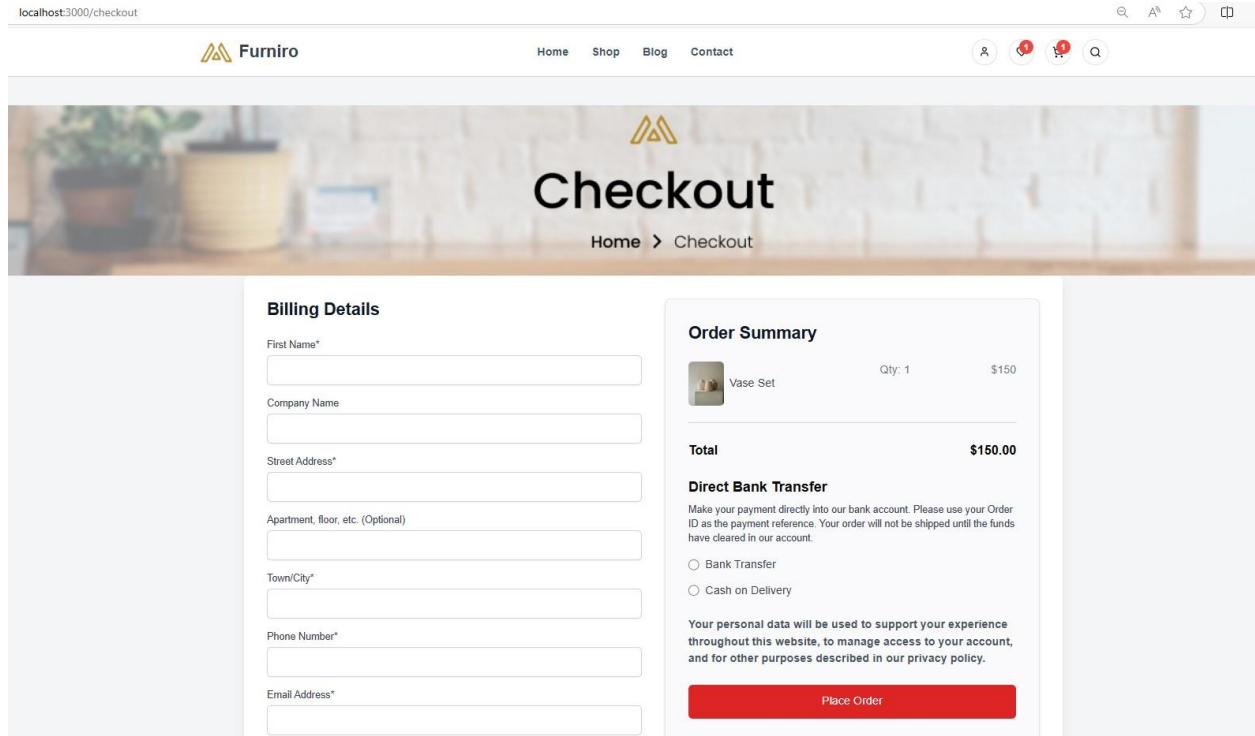 localhost:3000/checkout
Furniro
Home Shop Blog Contact
1 1
Checkout
Home > Checkout
Billing Details
First Name*
Company Name
Street Address*
Apartment, floor, etc. (Optional)
Town/City*
Phone Number*
Email Address*
Order Summary
Vase Set Qty: 1 $150
Total $150.00
Direct Bank Transfer
Make your payment directly into our bank account. Please use your Order
ID as the payment reference. Your order will not be shipped until the funds
have cleared in our account.
Bank Transfer
Cash on Delivery
Your personal data will be used to support your experience
throughout this website, to manage access to your account,
and for other purposes described in our privacy policy.
Place Order